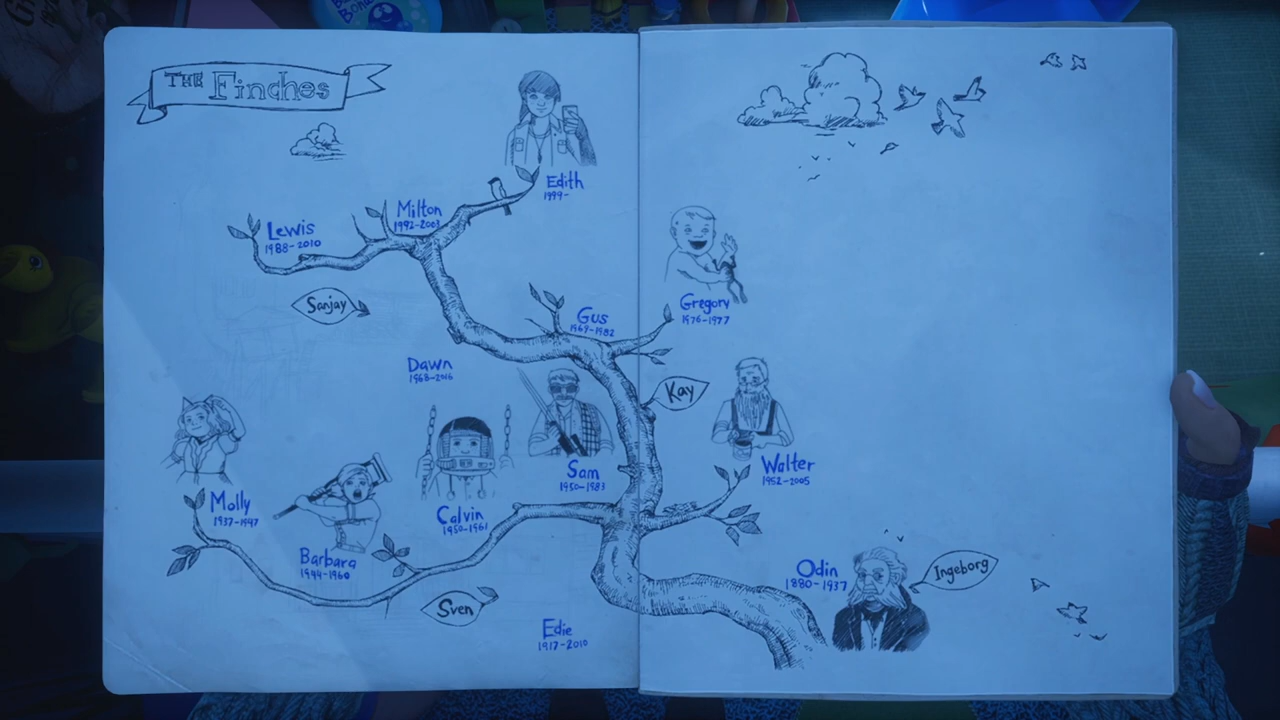 THE Finches
Edith
1999-
Milton
1992-2003
Lewis
1988-2010
Sanjay
Gregory
1976-1977
Gus
1969-1982
Dawn
1968-2016
Kay
Sam
1950-1983
Walter
1952-2005
Calvin
1950-1961
Molly
1937-1947
Barbara
1944-1960
Sven
Edie
1917-2010
Odin
1880-1937
Ingeborg